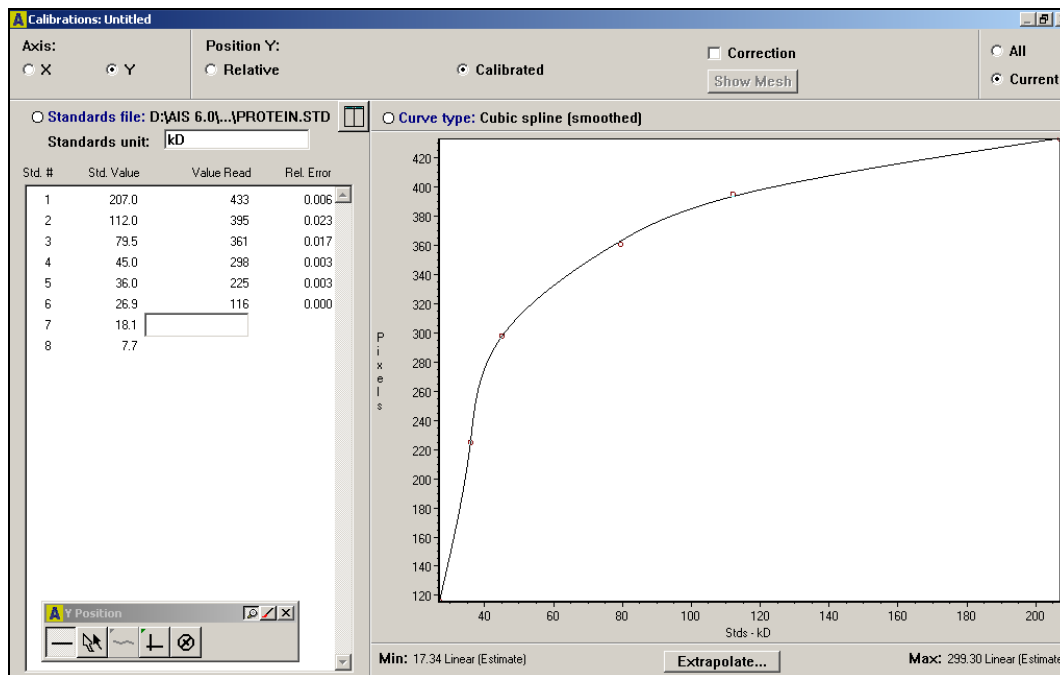 Calibrations: Untitled
Axis:
X
Y
Position Y:
Relative
Calibrated
Correction
Show Mesh
All
Current
Standards file: D:\AIS 6.0\...\PROTEIN.STD
Standards unit: kD
Std. # Std. Value Value Read Rel. Error
1 207.0 433 0.006
2 112.0 395 0.023
3 79.5 361 0.017
4 45.0 298 0.003
5 36.0 225 0.003
6 26.9 116 0.000
7 18.1
8 7.7
Y Position
Curve type: Cubic spline (smoothed)
420
400
380
360
340
320
300
280
260
240
220
200
180
160
140
120
Pixels
40 60 80 100 120 140 160 180 200
Stds - kD
Min: 17.34 Linear (Estimate)
Extrapolate...
Max: 299.30 Linear (Estimate